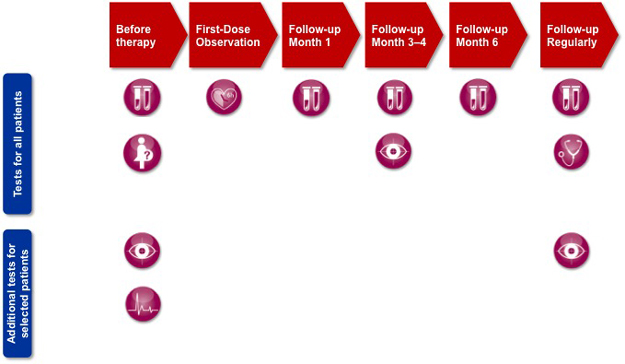 Before
therapy
First-Dose
Observation
Follow-up
Month 1
Follow-up
Month 3–4
Follow-up
Month 6
Follow-up
Regularly
Tests for all patients
6h
?
Additional tests for
selected patients